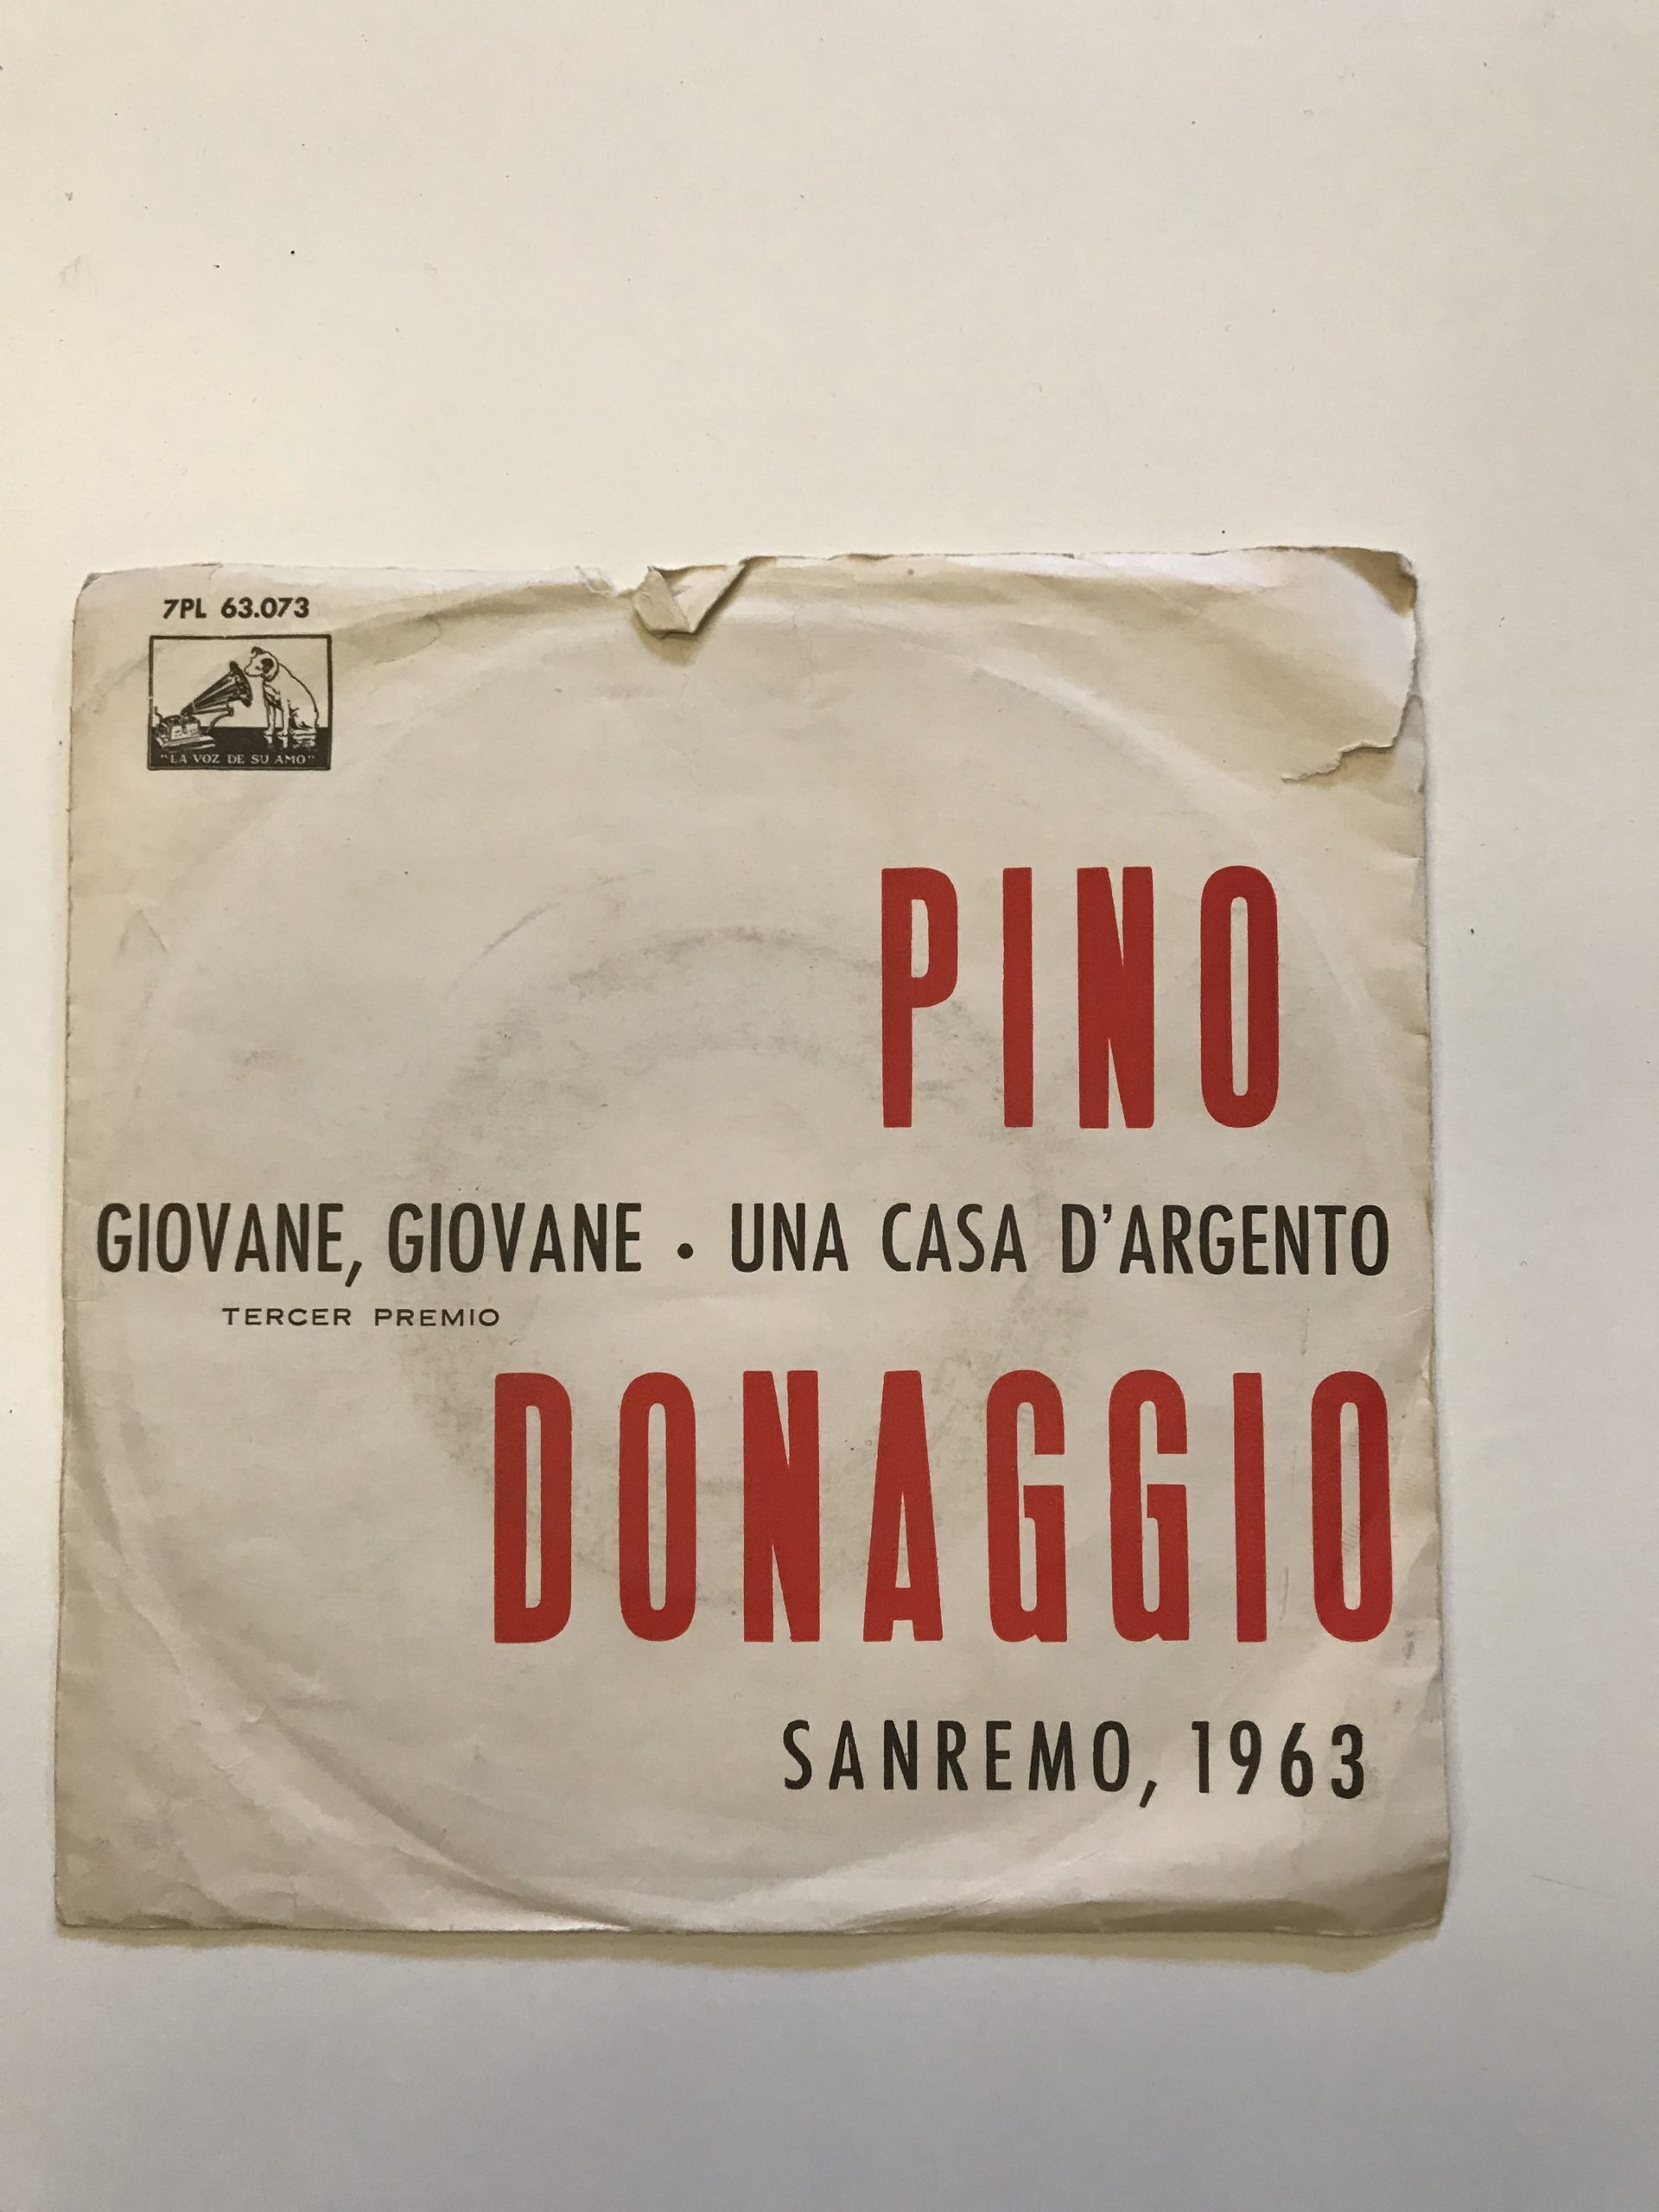 7PL 63.073
"LA VOZ DE SU AMO"
PINO
GIOVANE, GIOVANE • UNA CASA D'ARGENTO
TERCER PREMIO
DONAGGIO
SANREMO, 1963